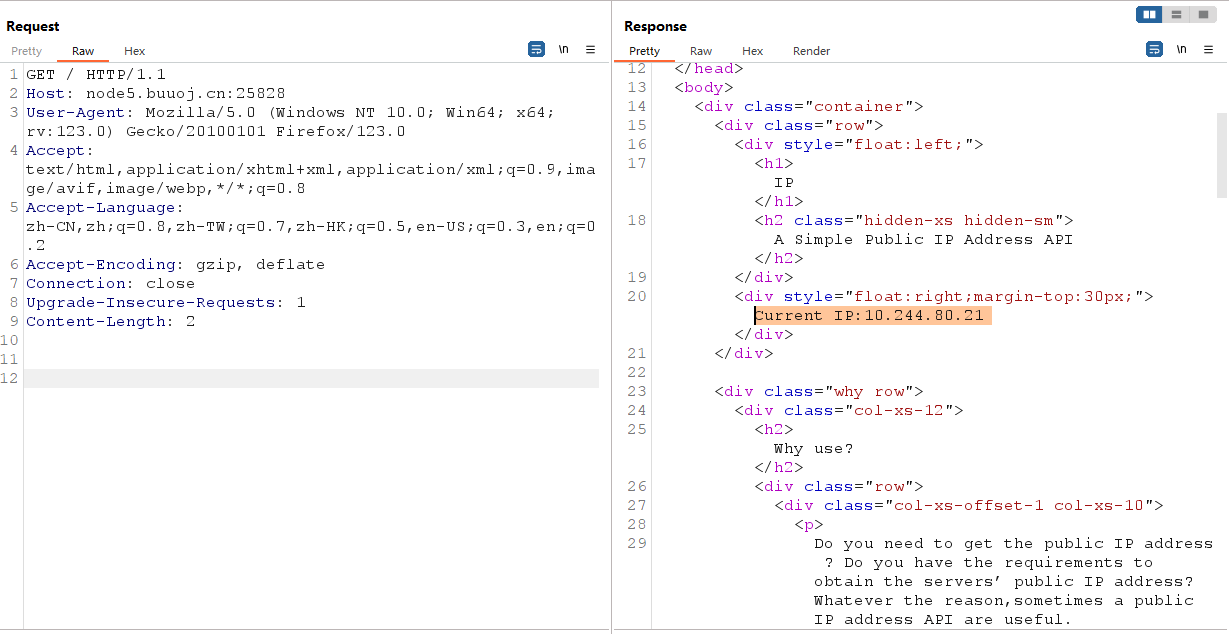 Request
Pretty Raw Hex \n
1 GET / HTTP/1.1
2 Host: node5.buuoj.cn:25828
3 User-Agent: Mozilla/5.0 (Windows NT 10.0; Win64; x64;
rv:123.0) Gecko/20100101 Firefox/123.0
4 Accept:
text/html,application/xhtml+xml,application/xml;q=0.9,ima
ge/avif,image/webp,*/*;q=0.8
5 Accept-Language:
zh-CN,zh;q=0.8,zh-TW;q=0.7,zh-HK;q=0.5,en-US;q=0.3,en;q=0
.2
6 Accept-Encoding: gzip, deflate
7 Connection: close
8 Upgrade-Insecure-Requests: 1
9 Content-Length: 2
10
11
12
Response
Pretty Raw Hex Render \n
12 </head>
13 <body>
14 <div class="container">
15 <div class="row">
16 <div style="float:left;">
17 <h1>
IP
</h1>
18 <h2 class="hidden-xs hidden-sm">
A Simple Public IP Address API
</h2>
19 </div>
20 <div style="float:right;margin-top:30px;">
Current IP:10.244.80.21
</div>
21 </div>
22
23 <div class="why row">
24 <div class="col-xs-12">
25 <h2>
Why use?
</h2>
26 <div class="row">
27 <div class="col-xs-offset-1 col-xs-10">
28 <p>
29 Do you need to get the public IP address
? Do you have the requirements to
obtain the servers’ public IP address?
Whatever the reason,sometimes a public
IP address API are useful.